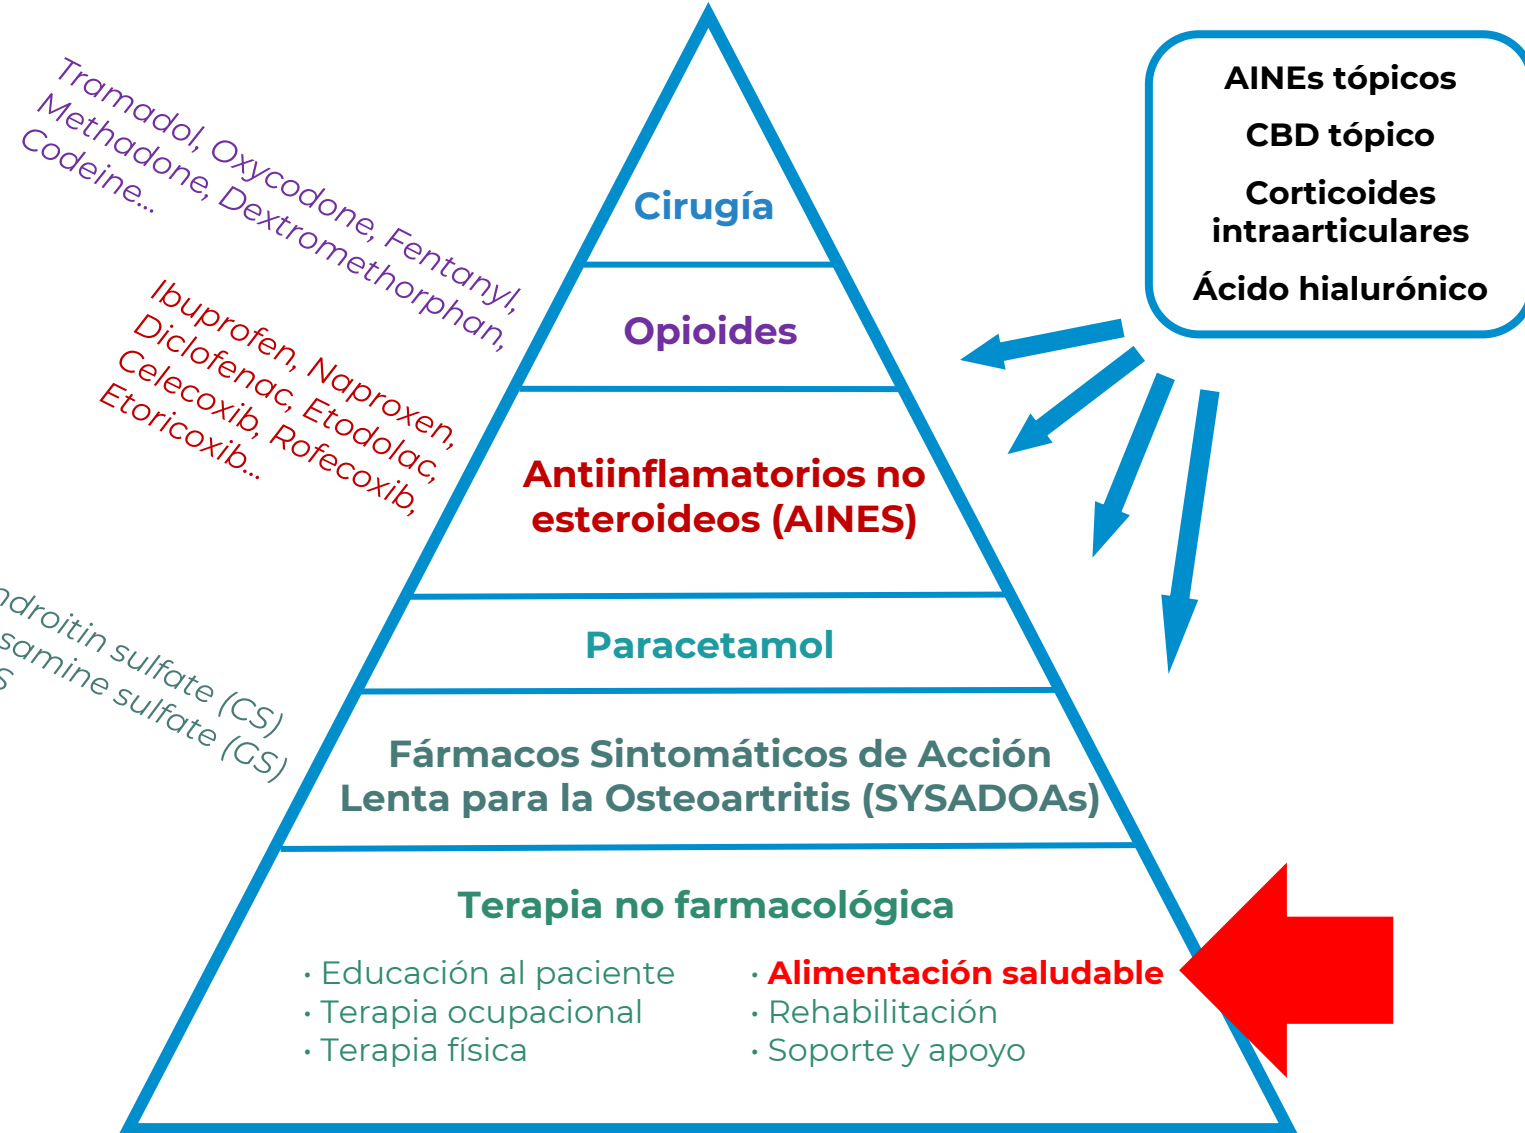 Tramadol, Oxycodone, Fentanyl,
Methadone, Dextromethorphan,
Codeine...
Ibuprofen, Naproxen,
Diclofenac, Etodolac,
Celecoxib, Rofecoxib,
Etoricoxib...
sulfate (CS)
sulfate (GS)
Cirugía
Opioides
Antiinflamatorios no
esteroideos (AINES)
Paracetamol
Fármacos Sintomáticos de Acción
Lenta para la Osteoartritis (SYSADOAs)
Terapia no farmacológica
· Educación al paciente
· Terapia ocupacional
· Terapia física
· Alimentación saludable
· Rehabilitación
· Soporte y apoyo
AINEs tópicos
CBD tópico
Corticoides
intraarticulares
Ácido hialurónico